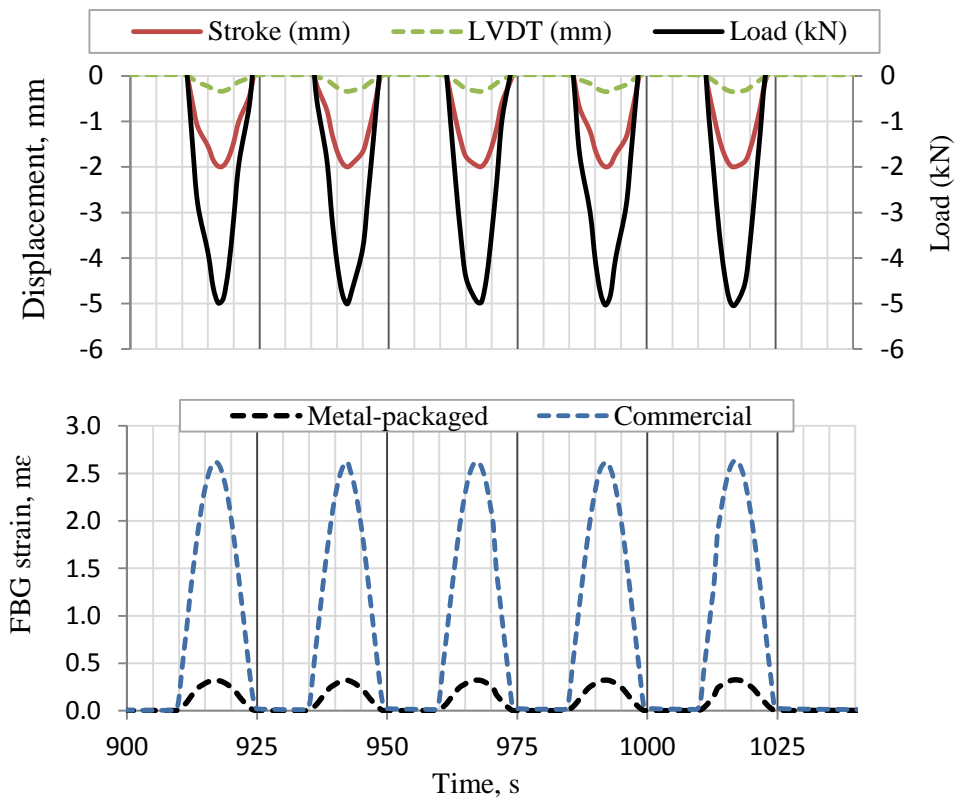 Stroke (mm) LVDT (mm) Load (kN)
0 0
-1 -1
-2 -2
-3 -3
-4 -4
-5 -5
-6 -6
Displacement, mm
Load (kN)
Metal-packaged Commercial
3.0
2.5
2.0
1.5
1.0
0.5
0.0
FBG strain, mε
900 925 950 975 1000 1025
Time, s